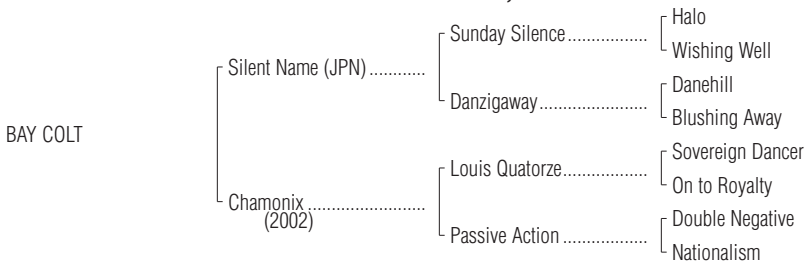 Halo
Sunday Silence.................
Wishing Well
Silent Name (JPN) ............
Danehill
Danzigaway.......................
Blushing Away
BAY COLT
Sovereign Dancer
Louis Quatorze..................
On to Royalty
Chamonix .........................
(2002)
Double Negative
Passive Action ..................
Nationalism